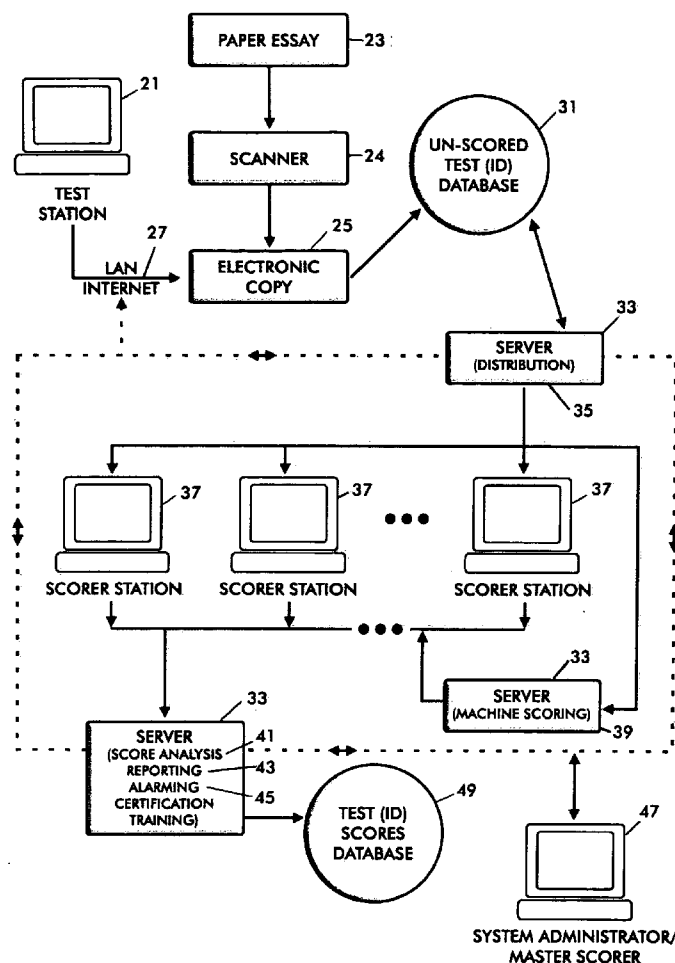 PAPER ESSAY
23
21
31
UN-SCORED
TEST (ID)
DATABASE
SCANNER
24
TEST
STATION
25
27
LAN
INTERNET
ELECTRONIC
COPY
33
SERVER
(DISTRIBUTION)
35
37
37
37
SCORER STATION
SCORER STATION
SCORER STATION
33
SERVER
(MACHINE SCORING)
39
33
SERVER
(SCORE ANALYSIS
41
REPORTING
43
ALARMING
45
CERTIFICATION
TRAINING)
49
TEST (ID)
SCORES
DATABASE
47
SYSTEM ADMINISTRATOR/
MASTER SCORER